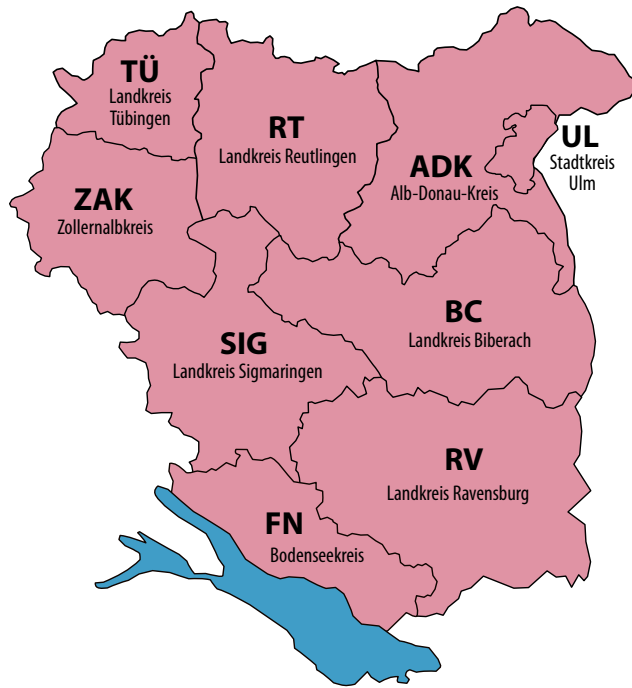 TÜ
Landkreis
Tübingen
RT
Landkreis Reutlingen
ADK
Alb-Donau-Kreis
UL
Stadtkreis
Ulm
ZAK
Zollernalbkreis
BC
Landkreis Biberach
SIG
Landkreis Sigmaringen
RV
Landkreis Ravensburg
FN
Bodenseekreis